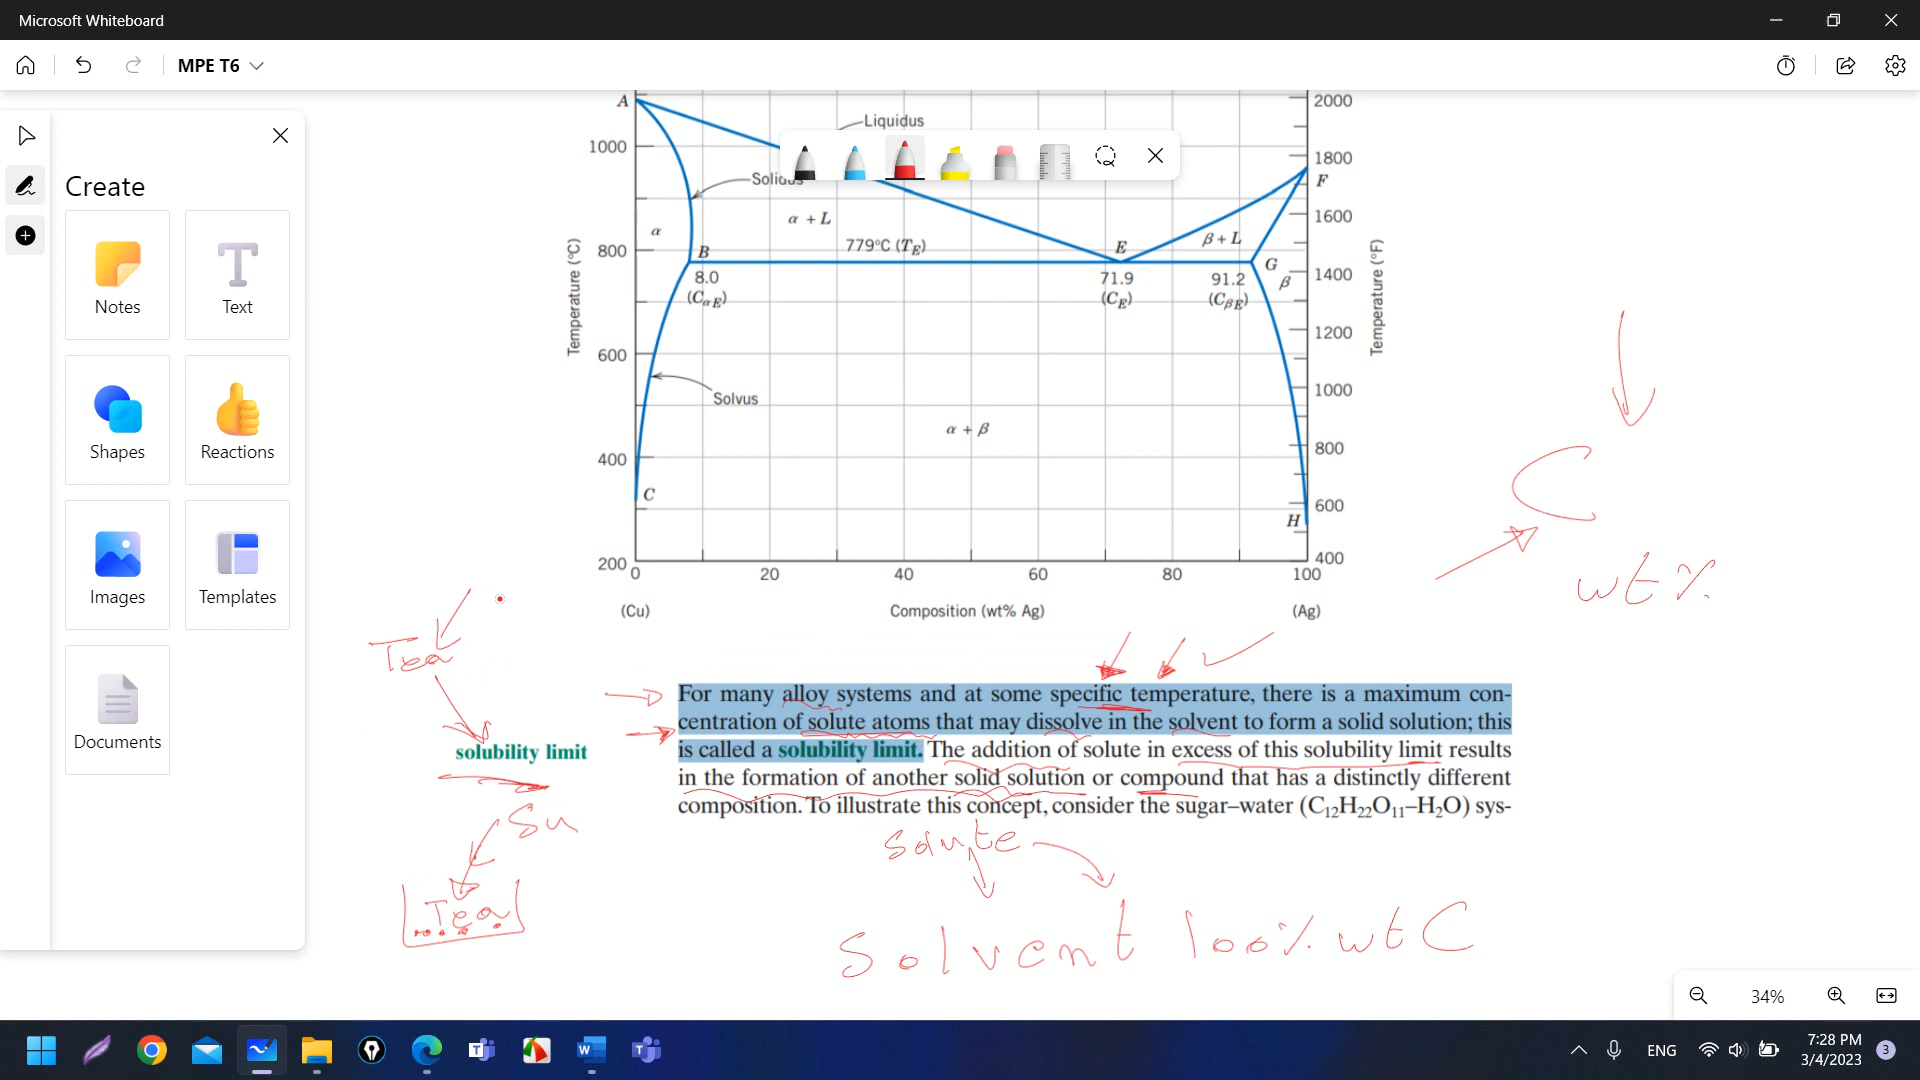 Microsoft Whiteboard
MPE T6
Create
Notes
Text
Shapes
Reactions
Images
Templates
Documents
A
Liquidus
2000
1000
1800
Solidus
F
α + L
1600
α
779°C (T_E)
E
β + L
800
B
G
1400
8.0
(C_αE)
71.9
(C_E)
91.2
(C_βE)
β
Temperature (°C)
Temperature (°F)
1200
600
1000
Solvus
α + β
800
400
C
600
H
200
400
0 20 40 60 80 100
(Cu) Composition (wt% Ag) (Ag)
C
wt %
Tea
For many alloy systems and at some specific temperature, there is a maximum con-
centration of solute atoms that may dissolve in the solvent to form a solid solution; this
solubility limit
is called a solubility limit. The addition of solute in excess of this solubility limit results
in the formation of another solid solution or compound that has a distinctly different
composition. To illustrate this concept, consider the sugar–water (C₁₂H₂₂O₁₁–H₂O) sys-
Su
Tea
Solute
Solvent 100% wt C
34%
ENG
7:28 PM
3/4/2023
3